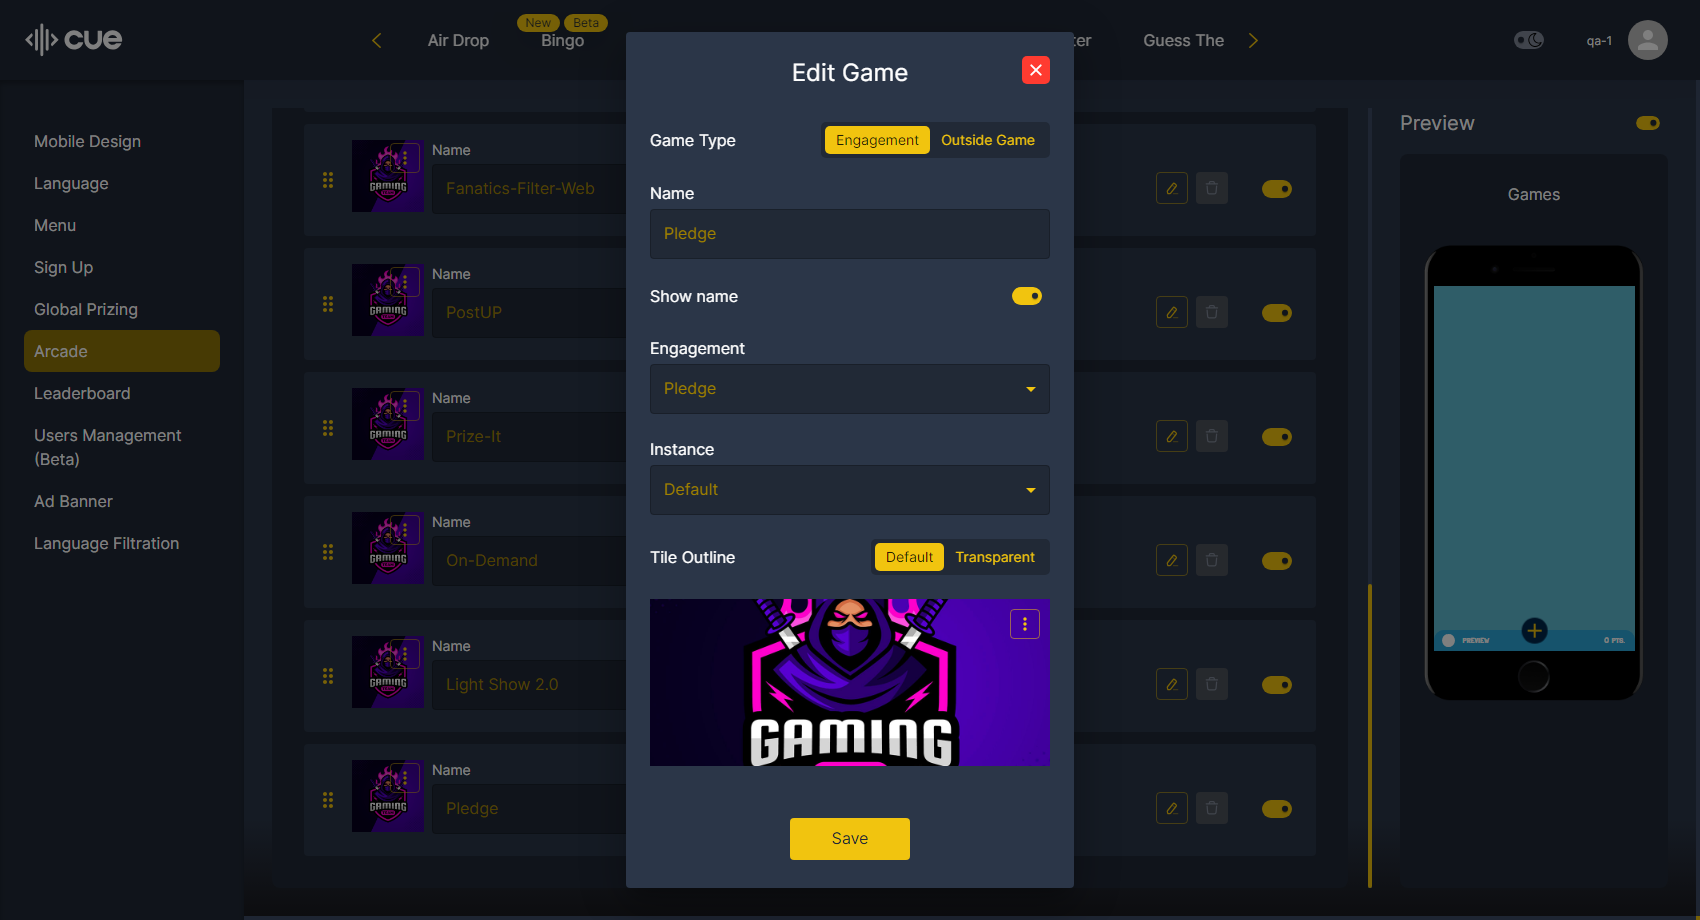 cue
Air Drop
New
Beta
Bingo
ter
Guess The
qa-1
Mobile Design
Language
Menu
Sign Up
Global Prizing
Arcade
Leaderboard
Users Management
(Beta)
Ad Banner
Language Filtration
GAMING
Name
Fanatics-Filter-Web
GAMING
Name
PostUP
GAMING
Name
Prize-It
GAMING
Name
On-Demand
GAMING
Name
Light Show 2.0
GAMING
Name
Pledge
Edit Game
Game Type
Engagement
Outside Game
Name
Pledge
Show name
Engagement
Pledge
Instance
Default
Tile Outline
Default
Transparent
GAMING
Save
Preview
Games
PREVIEW
0 PTS.